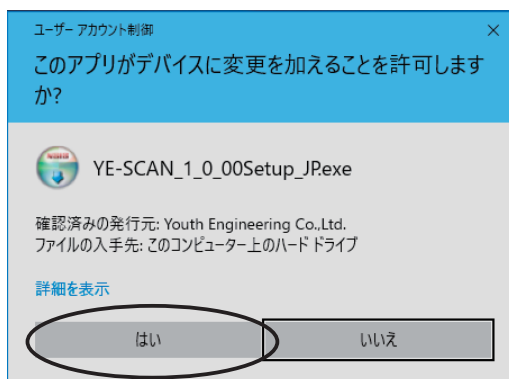 ユーザー アカウント制御
このアプリがデバイスに変更を加えることを許可します
か?
YE-SCAN_1_0_00Setup_JP.exe
確認済みの発行元: Youth Engineering Co.,Ltd.
ファイルの入手先: このコンピューター上のハード ドライブ
詳細を表示
はい
いいえ